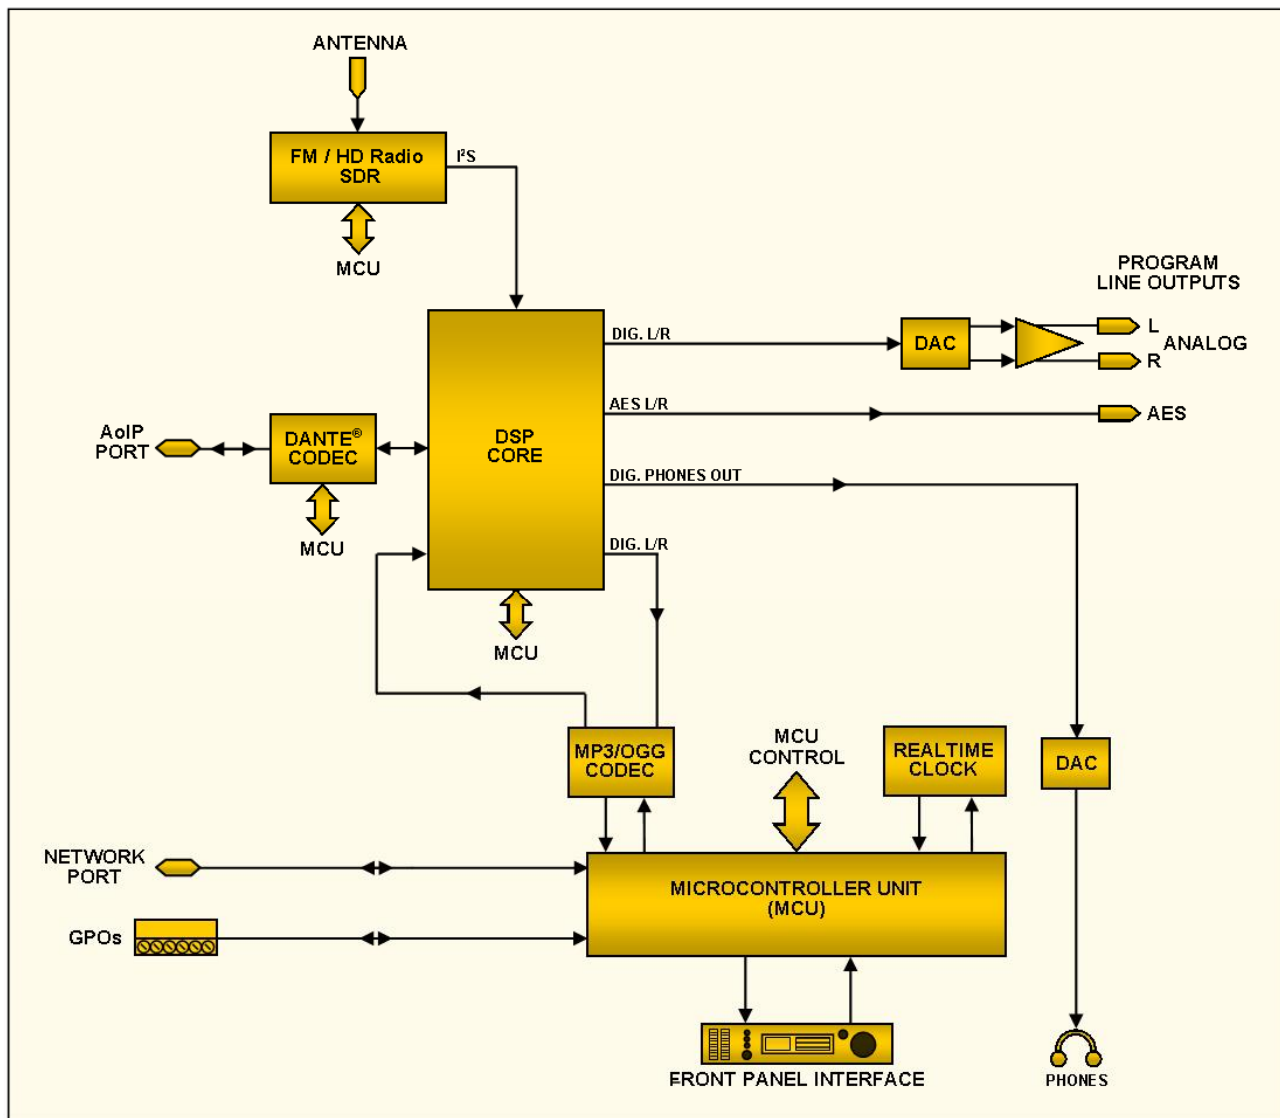 ANTENNA
FM / HD Radio
SDR
I²S
MCU
PROGRAM
LINE OUTPUTS
DIG. L/R
DAC
L
ANALOG
R
AES L/R
AES
AoIP
PORT
DANTE®
CODEC
MCU
DSP
CORE
DIG. PHONES OUT
DIG. L/R
MCU
MP3/OGG
CODEC
MCU
CONTROL
REALTIME
CLOCK
DAC
NETWORK
PORT
MICROCONTROLLER UNIT
(MCU)
GPOs
FRONT PANEL INTERFACE
PHONES